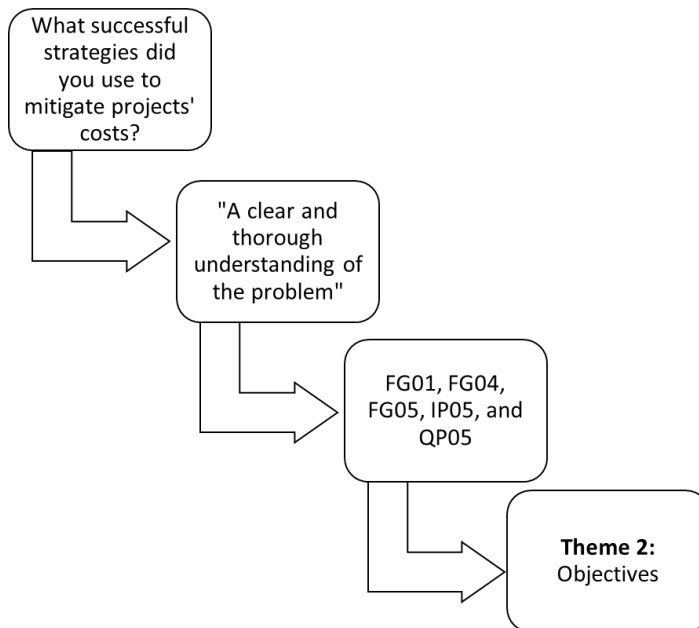 What successful
strategies did
you use to
mitigate projects'
costs?
"A clear and
thorough
understanding of
the problem"
FG01, FG04,
FG05, IP05, and
QP05
Theme 2:
Objectives